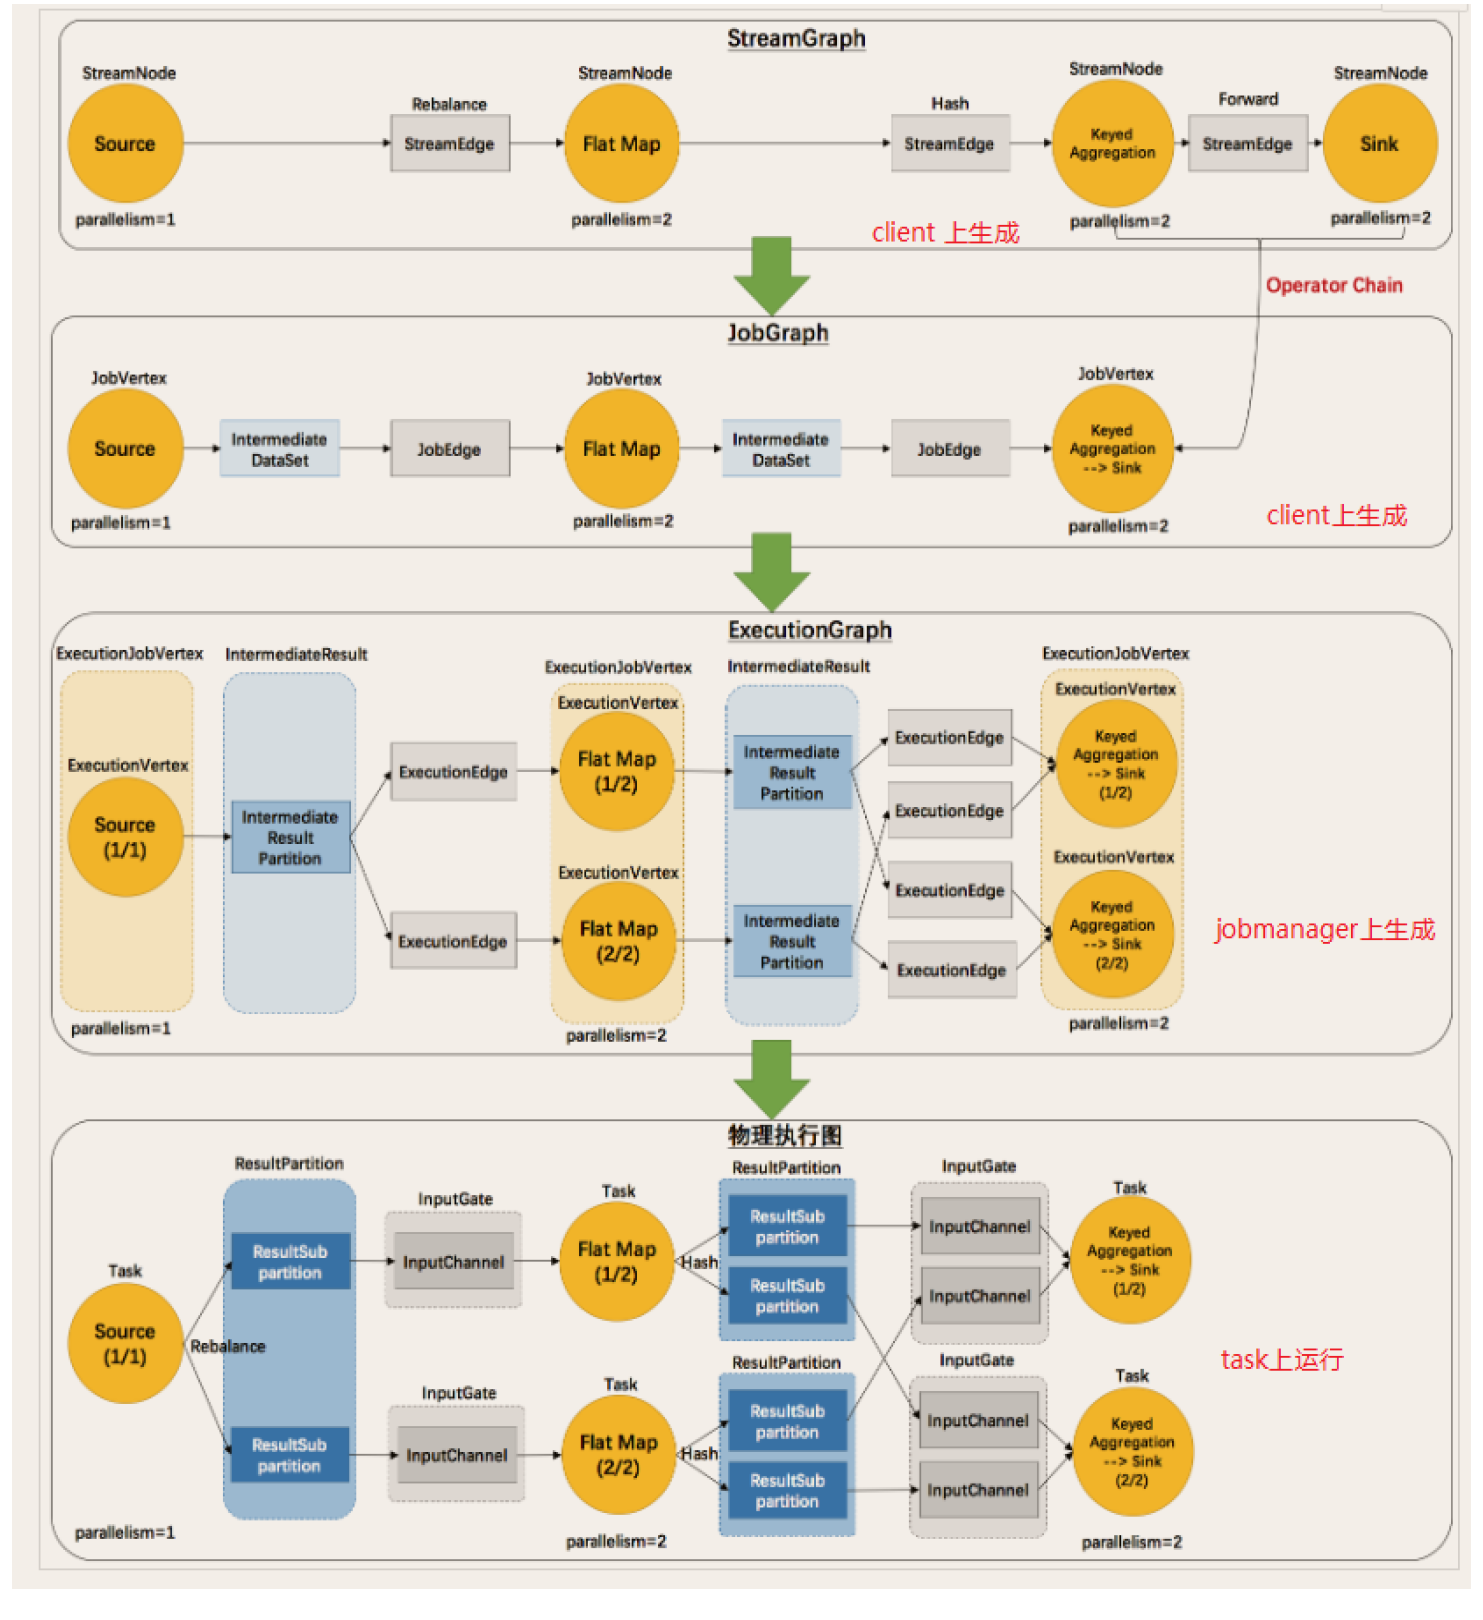 StreamGraph
StreamNode
StreamNode
StreamNode
StreamNode
Rebalance
Hash
Forward
Source
StreamEdge
Flat Map
StreamEdge
Keyed
Aggregation
StreamEdge
Sink
parallelism=1
parallelism=2
parallelism=2
parallelism=2
client 上生成
Operator Chain
JobGraph
JobVertex
JobVertex
JobVertex
Source
Intermediate
DataSet
JobEdge
Flat Map
Intermediate
DataSet
JobEdge
Keyed
Aggregation
--> Sink
parallelism=1
parallelism=2
parallelism=2
client上生成
ExecutionGraph
ExecutionJobVertex
IntermediateResult
ExecutionJobVertex
IntermediateResult
ExecutionJobVertex
ExecutionVertex
Source
(1/1)
Intermediate
Result
Partition
ExecutionEdge
ExecutionEdge
ExecutionVertex
Flat Map
(1/2)
ExecutionVertex
Flat Map
(2/2)
Intermediate
Result
Partition
Intermediate
Result
Partition
ExecutionEdge
ExecutionEdge
ExecutionEdge
ExecutionEdge
ExecutionVertex
Keyed
Aggregation
--> Sink
(1/2)
ExecutionVertex
Keyed
Aggregation
--> Sink
(2/2)
jobmanager上生成
parallelism=1
parallelism=2
parallelism=2
物理执行图
ResultPartition
InputGate
Task
ResultPartition
InputGate
Task
Task
Source
(1/1)
Rebalance
ResultSub
partition
InputChannel
Flat Map
(1/2)
Hash
ResultSub
partition
ResultSub
partition
InputChannel
InputChannel
Keyed
Aggregation
--> Sink
(1/2)
task上运行
InputGate
Task
ResultPartition
InputGate
Task
ResultSub
partition
InputChannel
Flat Map
(2/2)
Hash
ResultSub
partition
ResultSub
partition
InputChannel
InputChannel
Keyed
Aggregation
--> Sink
(2/2)
parallelism=1
parallelism=2
parallelism=2